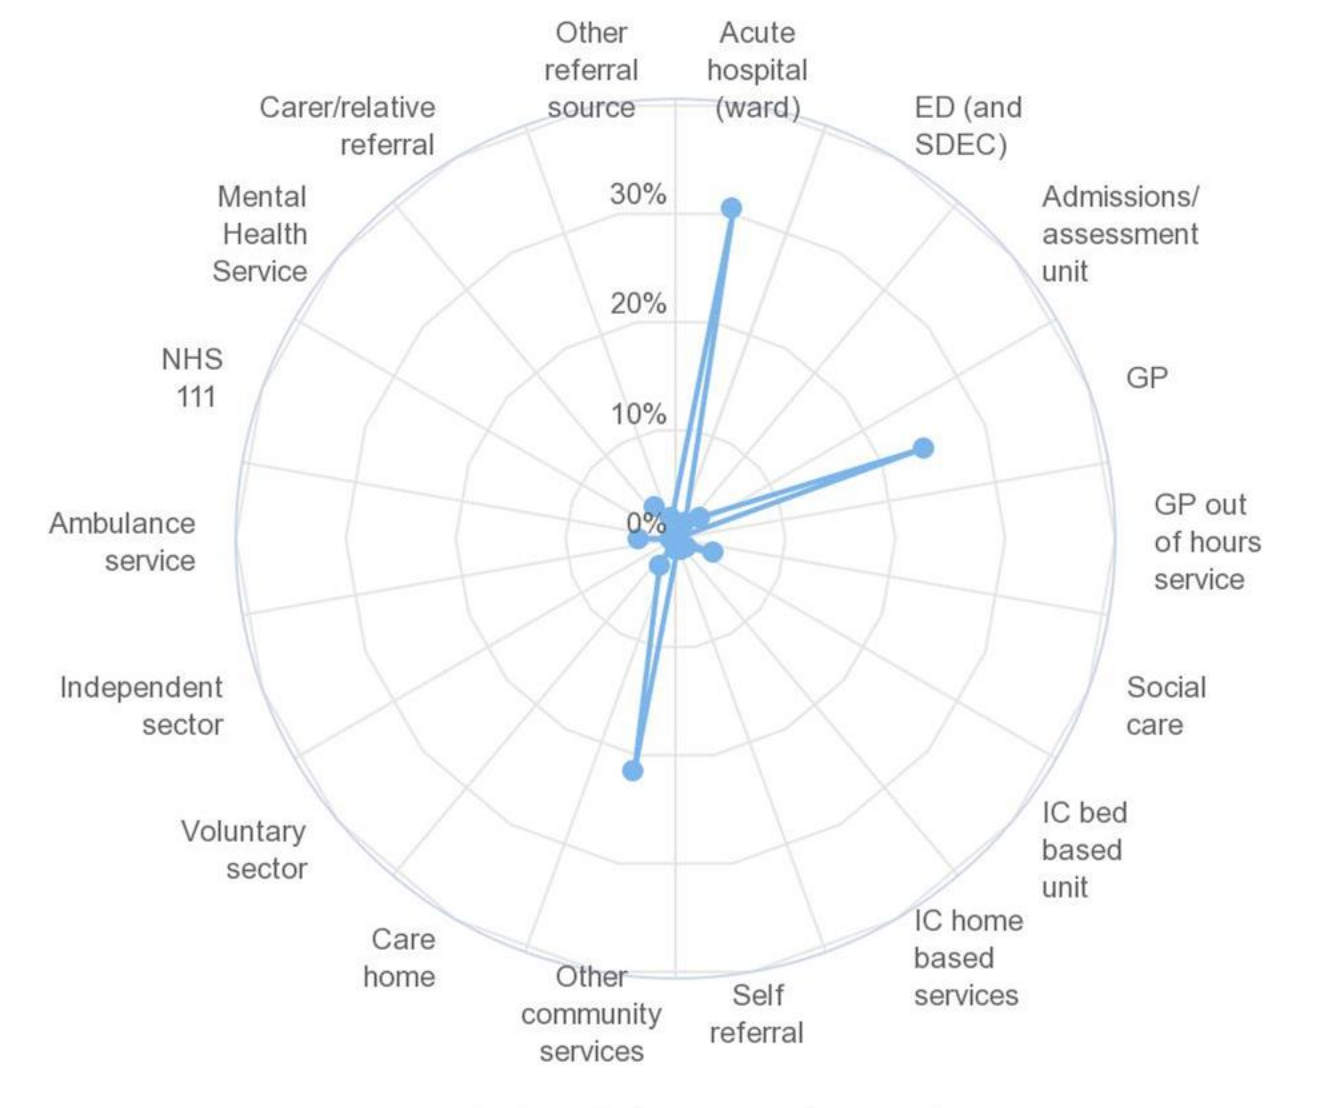 Other
referral
source
Acute
hospital
(ward)
ED (and
SDEC)
Admissions/
assessment
unit
GP
GP out
of hours
service
Social
care
IC bed
based
unit
IC home
based
services
Self
referral
Other
community
services
Care
home
Voluntary
sector
Independent
sector
Ambulance
service
NHS
111
Mental
Health
Service
Carer/relative
referral
30%
20%
10%
0%